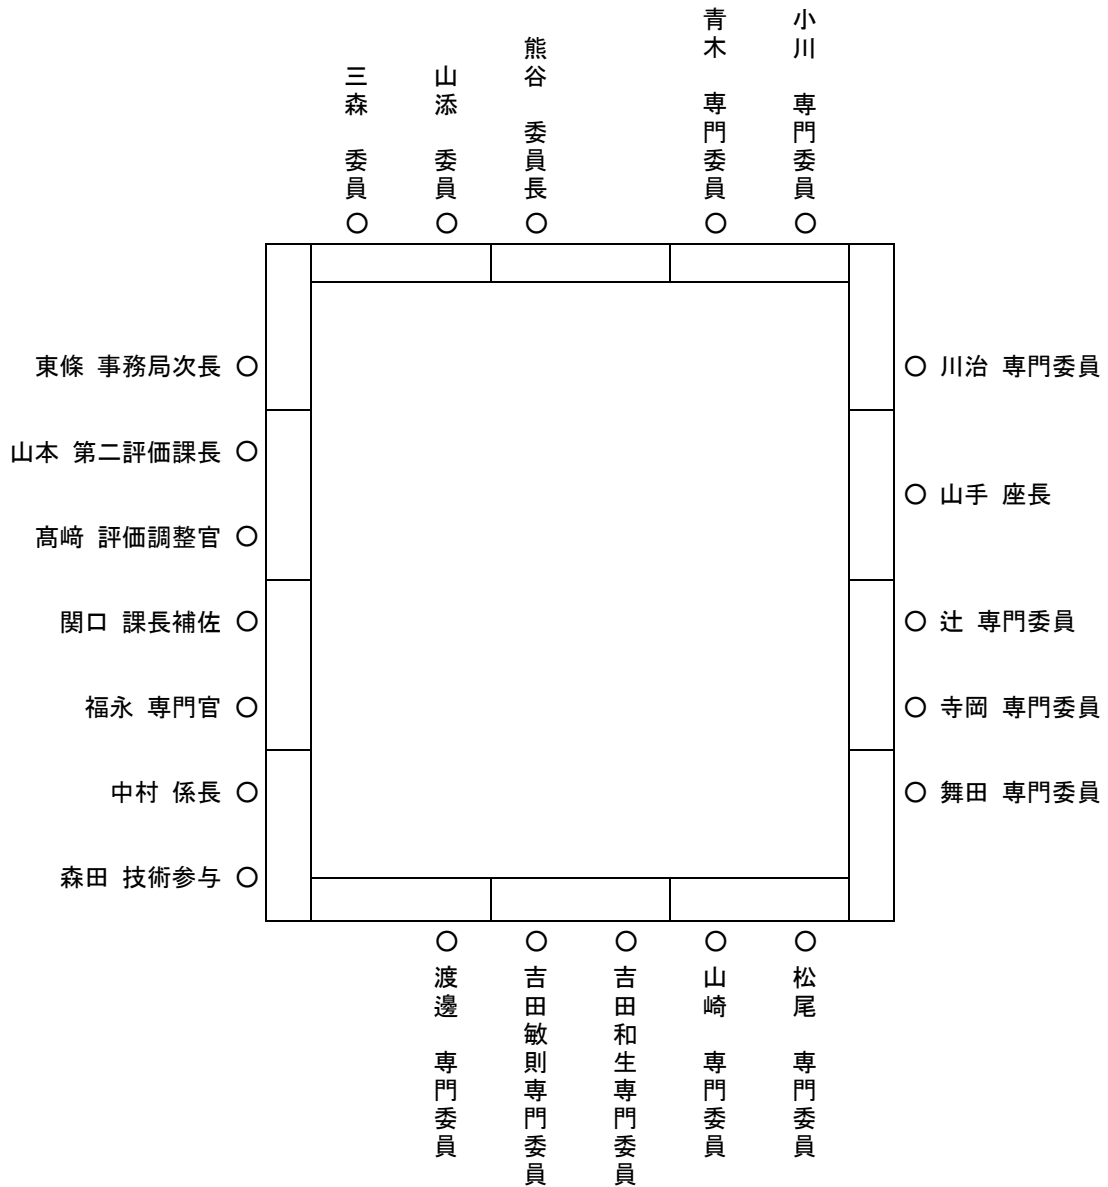 三森 委員
山添 委員
熊谷 委員長
青木 専門委員
小川 専門委員
東條 事務局次長
山本 第二評価課長
髙﨑 評価調整官
関口 課長補佐
福永 専門官
中村 係長
森田 技術参与
川治 専門委員
山手 座長
辻 専門委員
寺岡 専門委員
舞田 専門委員
渡邊 専門委員
吉田敏則専門委員
吉田和生専門委員
山崎 専門委員
松尾 専門委員